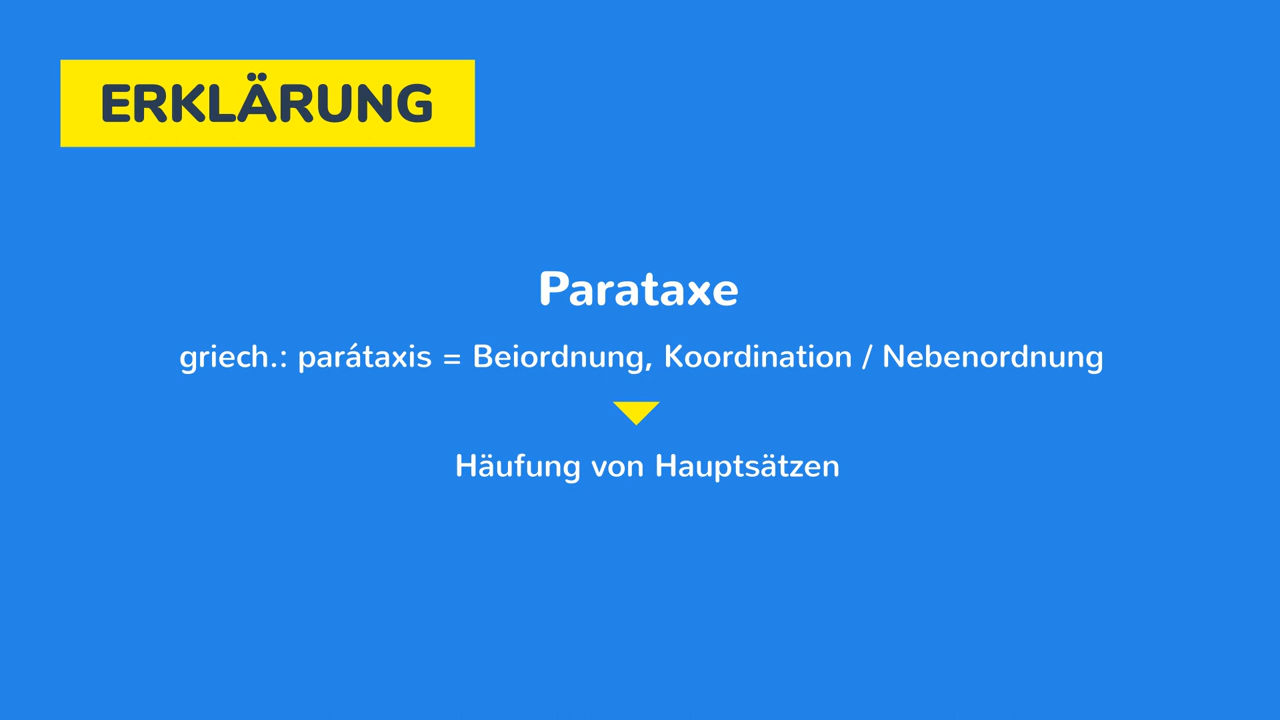 ERKLÄRUNG
Parataxe
griech.: parátaxis = Beiordnung, Koordination / Nebenordnung
Häufung von Hauptsätzen